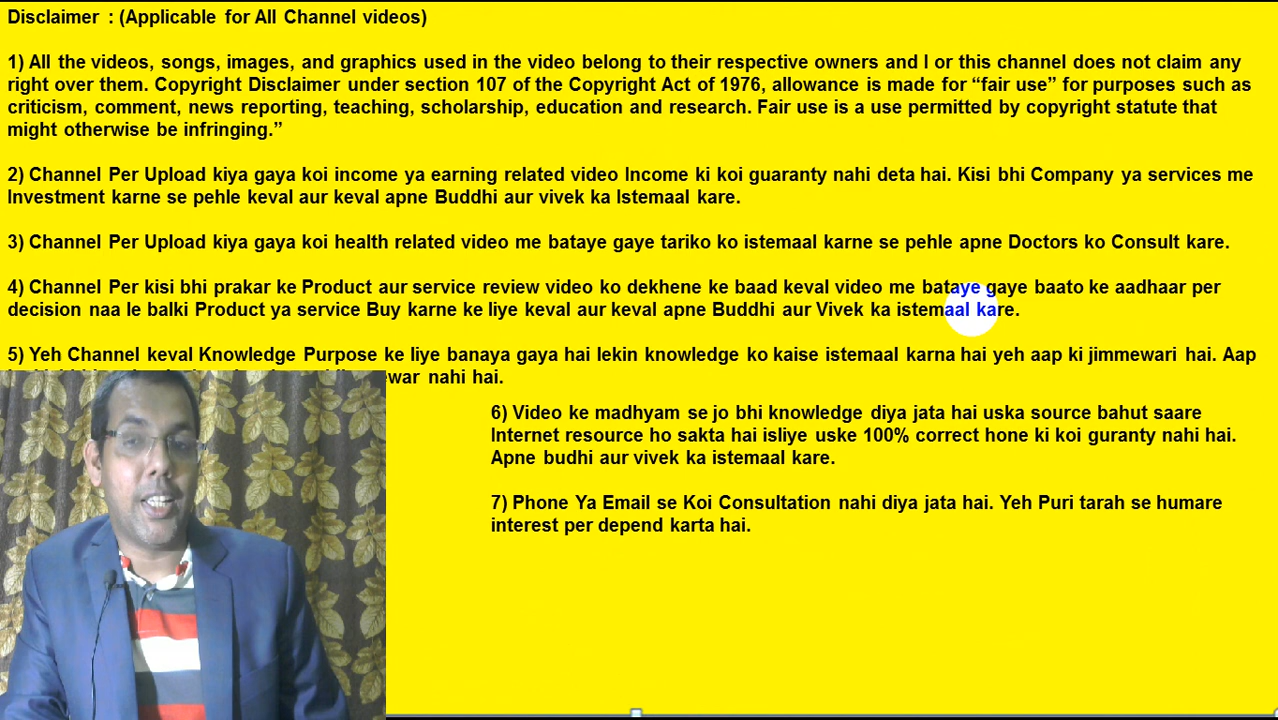 Disclaimer : (Applicable for All Channel videos)
1) All the videos, songs, images, and graphics used in the video belong to their respective owners and I or this channel does not claim any
right over them. Copyright Disclaimer under section 107 of the Copyright Act of 1976, allowance is made for “fair use” for purposes such as
criticism, comment, news reporting, teaching, scholarship, education and research. Fair use is a use permitted by copyright statute that
might otherwise be infringing.”
2) Channel Per Upload kiya gaya koi income ya earning related video Income ki koi guaranty nahi deta hai. Kisi bhi Company ya services me
Investment karne se pehle keval aur keval apne Buddhi aur vivek ka Istemaal kare.
3) Channel Per Upload kiya gaya koi health related video me bataye gaye tariko ko istemaal karne se pehle apne Doctors ko Consult kare.
4) Channel Per kisi bhi prakar ke Product aur service review video ko dekhene ke baad keval video me bataye gaye baato ke aadhaar per
decision naa le balki Product ya service Buy karne ke liye keval aur keval apne Buddhi aur Vivek ka istemaal kare.
5) Yeh Channel keval Knowledge Purpose ke liye banaya gaya hai lekin knowledge ko kaise istemaal karna hai yeh aap ki jimmewari hai. Aap
nahi hai.
6) Video ke madhyam se jo bhi knowledge diya jata hai uska source bahut saare
Internet resource ho sakta hai isliye uske 100% correct hone ki koi guranty nahi hai.
Apne budhi aur vivek ka istemaal kare.
7) Phone Ya Email se Koi Consultation nahi diya jata hai. Yeh Puri tarah se humare
interest per depend karta hai.